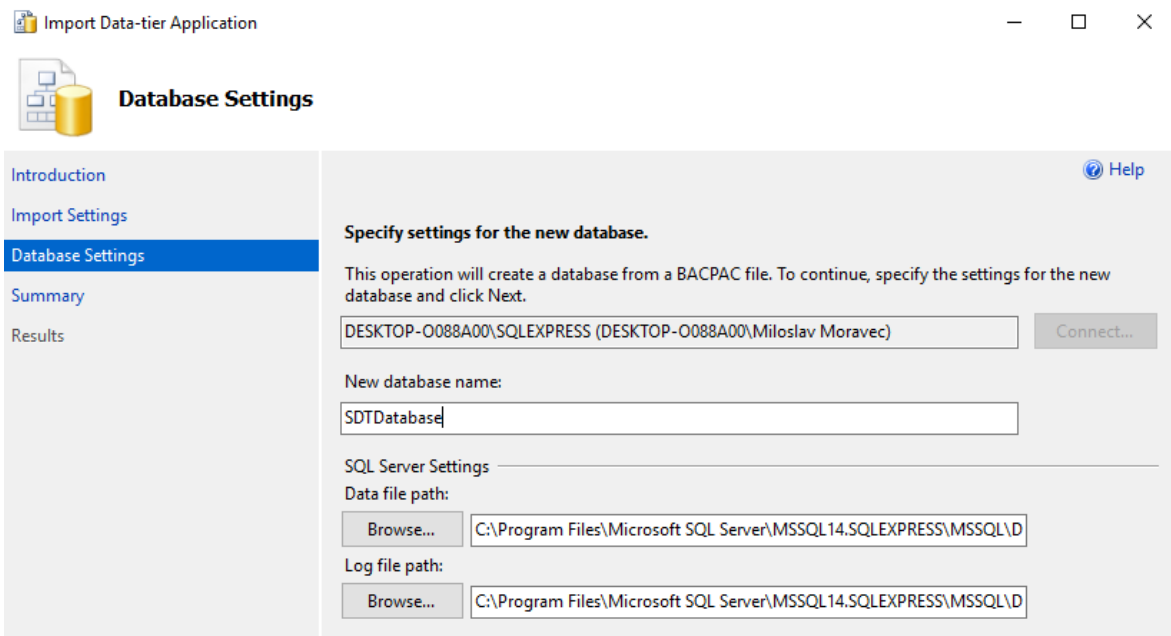 Import Data-tier Application
Database Settings
Introduction
Import Settings
Database Settings
Summary
Results
Help
Specify settings for the new database.
This operation will create a database from a BACPAC file. To continue, specify the settings for the new
database and click Next.
DESKTOP-O088A00\SQLEXPRESS (DESKTOP-O088A00\Miloslav Moravec)
Connect...
New database name:
SDTDatabase
SQL Server Settings
Data file path:
Browse... C:\Program Files\Microsoft SQL Server\MSSQL14.SQLEXPRESS\MSSQL\D
Log file path:
Browse... C:\Program Files\Microsoft SQL Server\MSSQL14.SQLEXPRESS\MSSQL\D